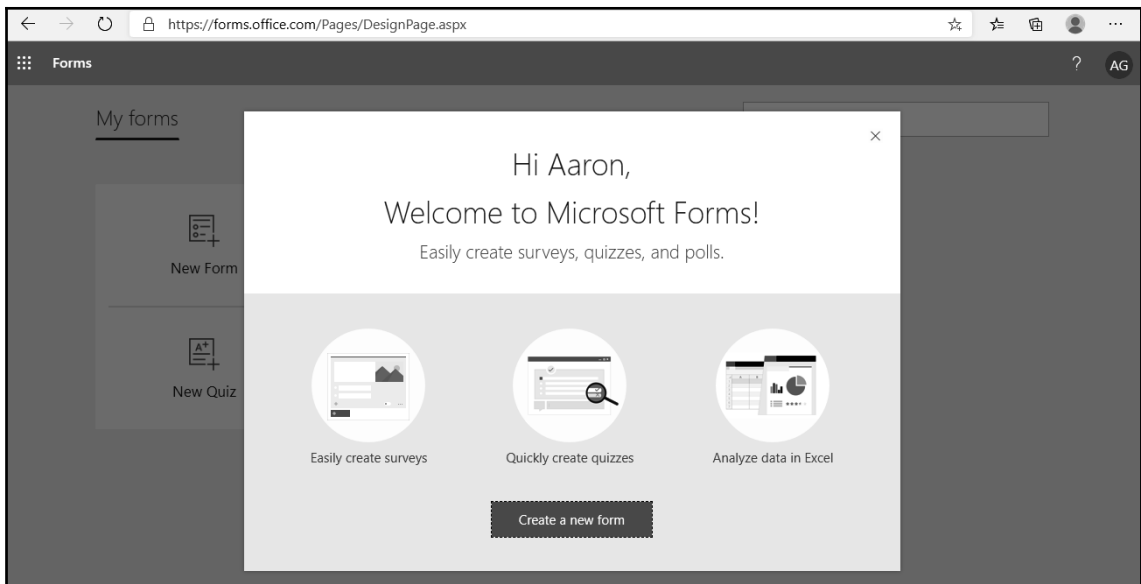 https://forms.office.com/Pages/DesignPage.aspx
Forms
?
AG
My forms
Hi Aaron,
Welcome to Microsoft Forms!
Easily create surveys, quizzes, and polls.
New Form
New Quiz
Easily create surveys
Quickly create quizzes
Analyze data in Excel
Create a new form